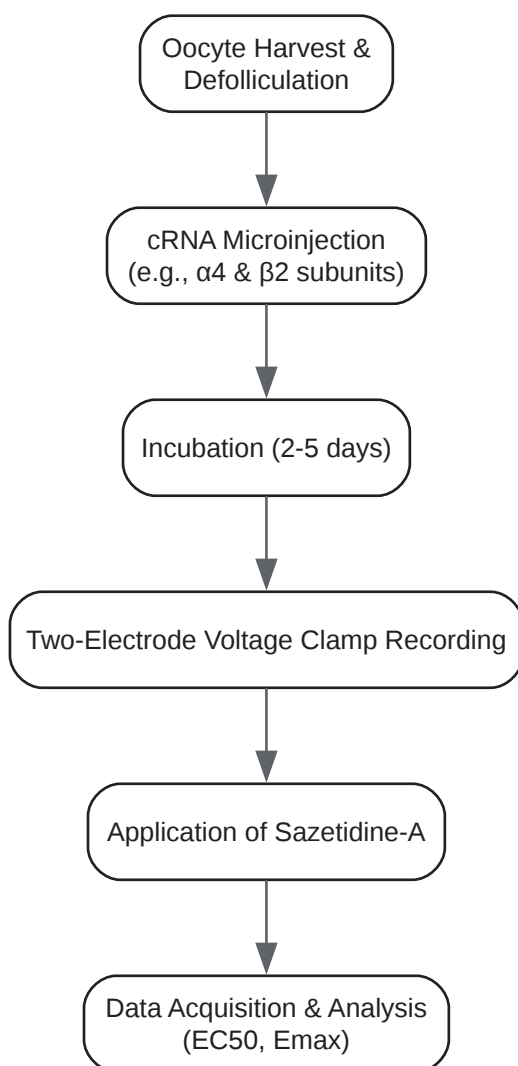 Oocyte Harvest &
Defolliculation
cRNA Microinjection
(e.g., α4 & β2 subunits)
Incubation (2-5 days)
Two-Electrode Voltage Clamp Recording
Application of Sazetidine-A
Data Acquisition & Analysis
(EC50, Emax)